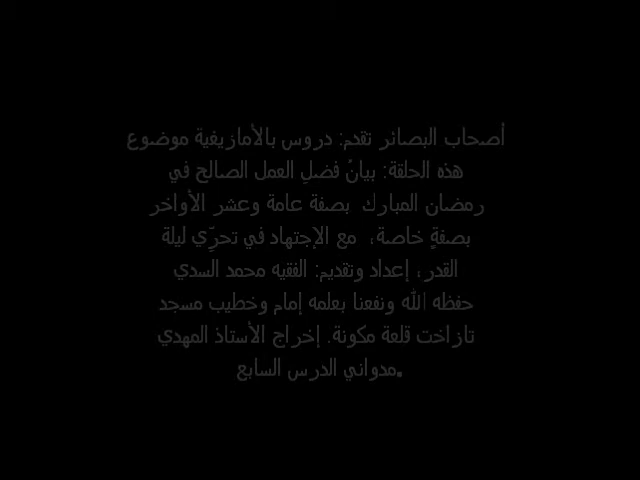 أصحاب البصائر تقدم: دروس بالأمازيغية موضوع
هذه الحلقة: بيانُ فضلِ العمل الصالح في
رمضان المبارك بصفة عامة وعشر الأواخر
بصفةٍ خاصة، مع الإجتهاد في تحرِّي ليلة
القدر، إعداد وتقديم: الفقيه محمد السدي
حفظه الله ونفعنا بعلمه إمام وخطيب مسجد
تازاخت قلعة مكونة. إخراج الأستاذ المهدي
مدواني الدرس السابع.